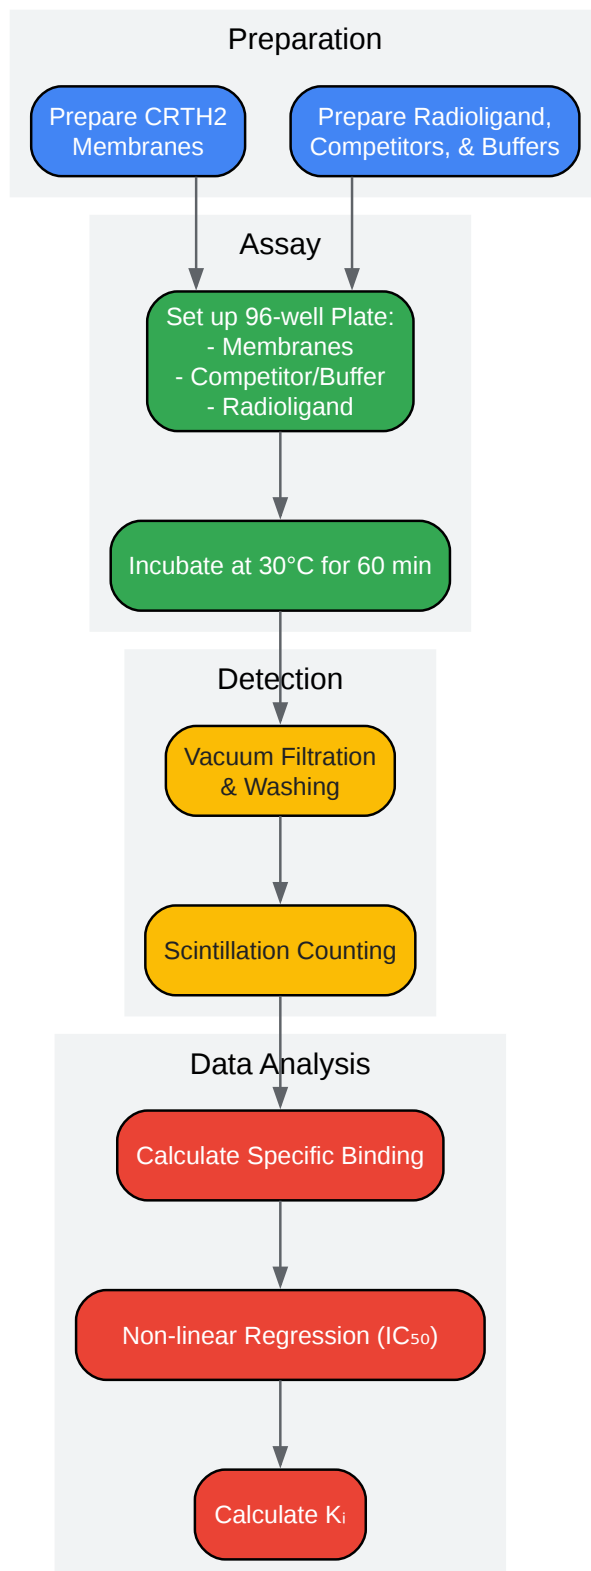 Preparation
Prepare CRTH2
Membranes
Prepare Radioligand,
Competitors, & Buffers
Assay
Set up 96-well Plate:
- Membranes
- Competitor/Buffer
- Radioligand
Incubate at 30°C for 60 min
Detection
Vacuum Filtration
& Washing
Scintillation Counting
Data Analysis
Calculate Specific Binding
Non-linear Regression (IC₅₀)
Calculate Kᵢ